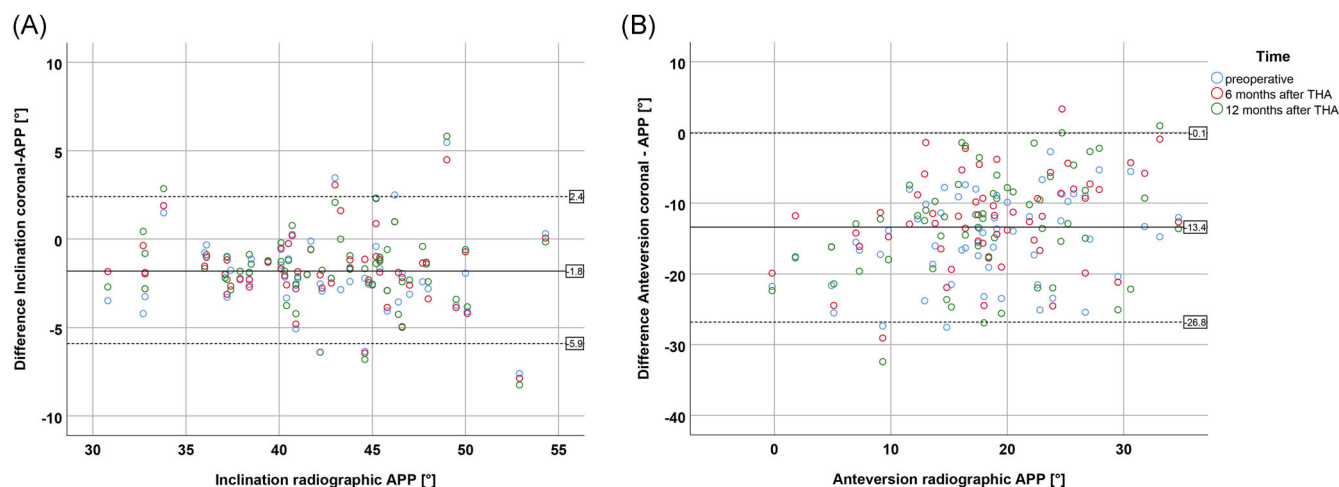 (A)
Difference Inclination coronal-APP [°]
10
5
0
-5
-10
2.4
-1.8
-5.9
30 35 40 45 50 55
Inclination radiographic APP [°]
(B)
Difference Anteversion coronal - APP [°]
10
0
-10
-20
-30
-40
-0.1
-13.4
-26.8
0 10 20 30
Anteversion radiographic APP [°]
Time
preoperative
6 months after THA
12 months after THA